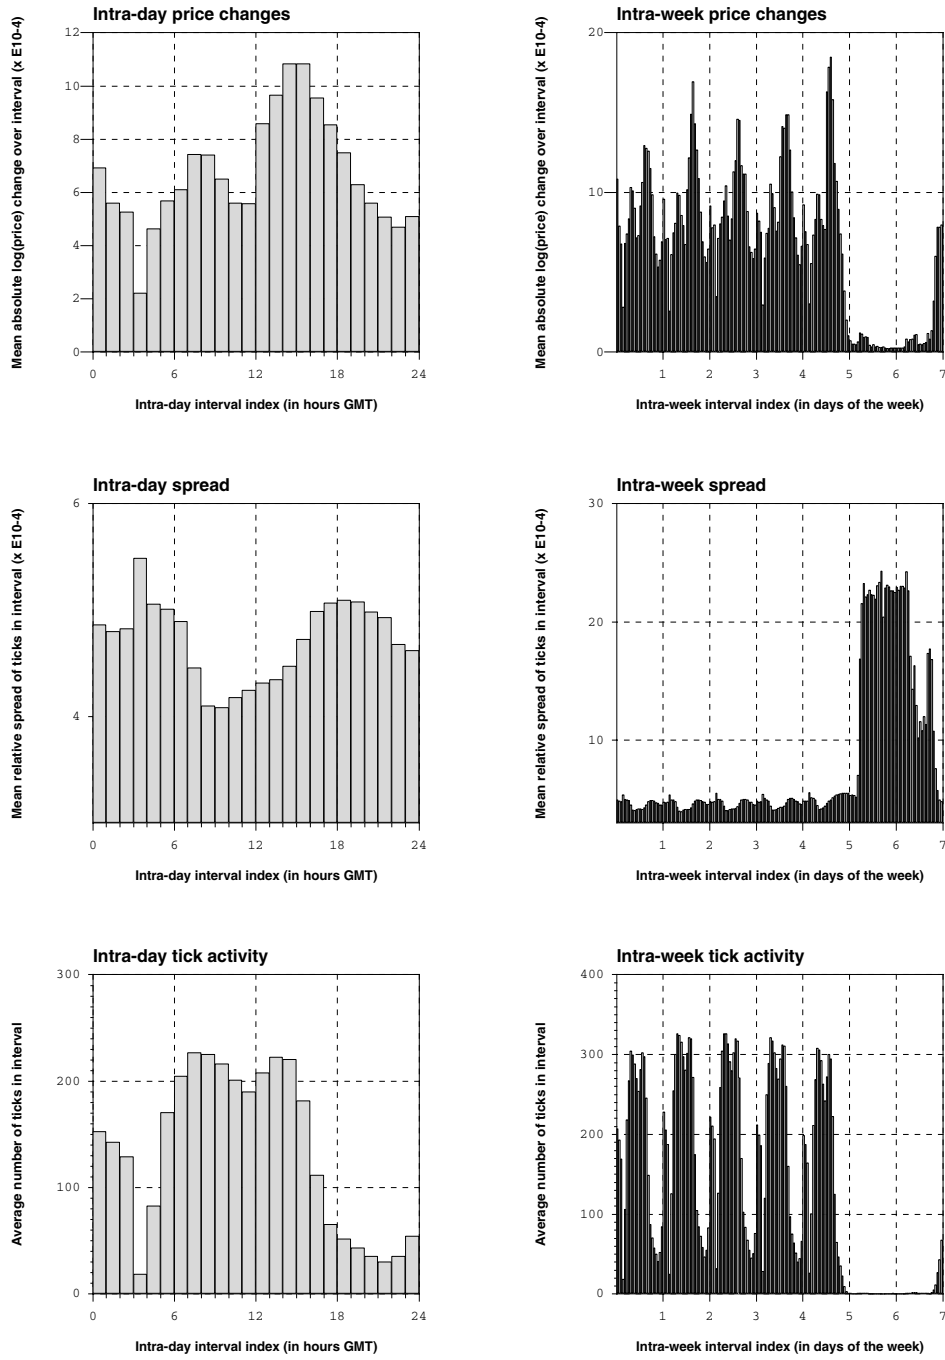 Intra-day price changes
Mean absolute log(price) change over interval (x E10-4)
12
10
8
6
4
2
0
0 6 12 18 24
Intra-day interval index (in hours GMT)
Intra-week price changes
Mean absolute log(price) change over interval (x E10-4)
20
10
0
1 2 3 4 5 6 7
Intra-week interval index (in days of the week)
Intra-day spread
Mean relative spread of ticks in interval (x E10-4)
6
4
0 6 12 18 24
Intra-day interval index (in hours GMT)
Intra-week spread
Mean relative spread of ticks in interval (x E10-4)
30
20
10
1 2 3 4 5 6 7
Intra-week interval index (in days of the week)
Intra-day tick activity
Average number of ticks in interval
300
200
100
0
0 6 12 18 24
Intra-day interval index (in hours GMT)
Intra-week tick activity
Average number of ticks in interval
400
300
200
100
0
1 2 3 4 5 6 7
Intra-week interval index (in days of the week)